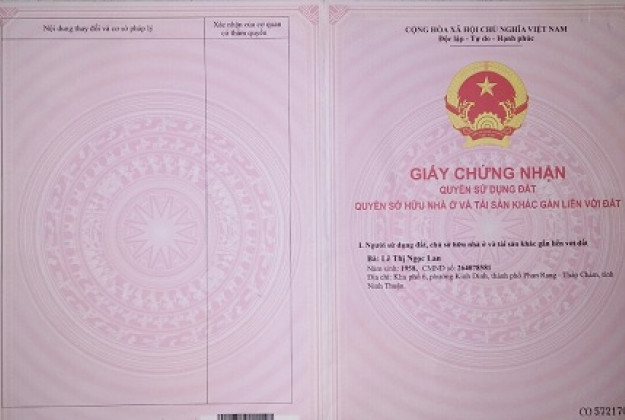 Nội dung thay đổi và cơ sở pháp lý
Xác nhận của cơ quan
có thẩm quyền
CỘNG HÒA XÃ HỘI CHỦ NGHĨA VIỆT NAM
Độc lập - Tự do - Hạnh phúc
GIẤY CHỨNG NHẬN
QUYỀN SỬ DỤNG ĐẤT
QUYỀN SỞ HỮU NHÀ Ở VÀ TÀI SẢN KHÁC GẮN LIỀN VỚI ĐẤT
I. Người sử dụng đất, chủ sở hữu nhà ở và tài sản khác gắn liền với đất
Bà: Lê Thị Ngọc Lan
Năm sinh: 1950, CMND số: 264078581
Địa chỉ: Khu phố 6, phường Kinh Dinh, thành phố Phan Rang - Tháp Chàm, tỉnh
Ninh Thuận.
CO 572170